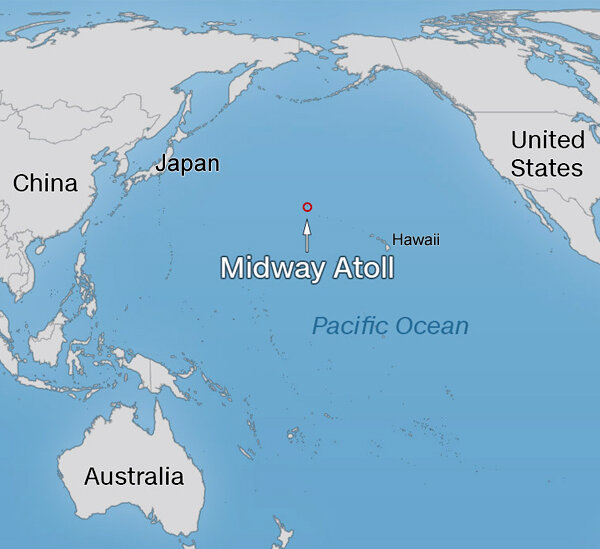 United
States
Japan
China
Hawaii
Midway Atoll
Pacific Ocean
Australia